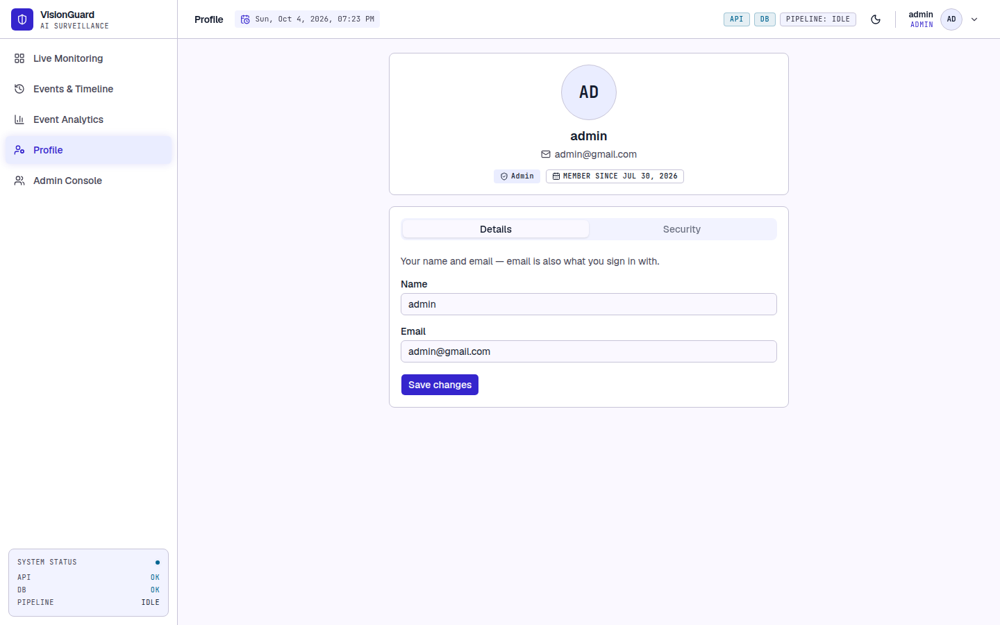 VisionGuard
AI SURVEILLANCE
Live Monitoring
Events & Timeline
Event Analytics
Profile
Admin Console
SYSTEM STATUS
API OK
DB OK
PIPELINE IDLE
Profile
Sun, Oct 4, 2026, 07:23 PM
API
DB
PIPELINE: IDLE
admin
ADMIN
AD
AD
admin
admin@gmail.com
Admin
MEMBER SINCE JUL 30, 2026
Details
Security
Your name and email — email is also what you sign in with.
Name
admin
Email
admin@gmail.com
Save changes